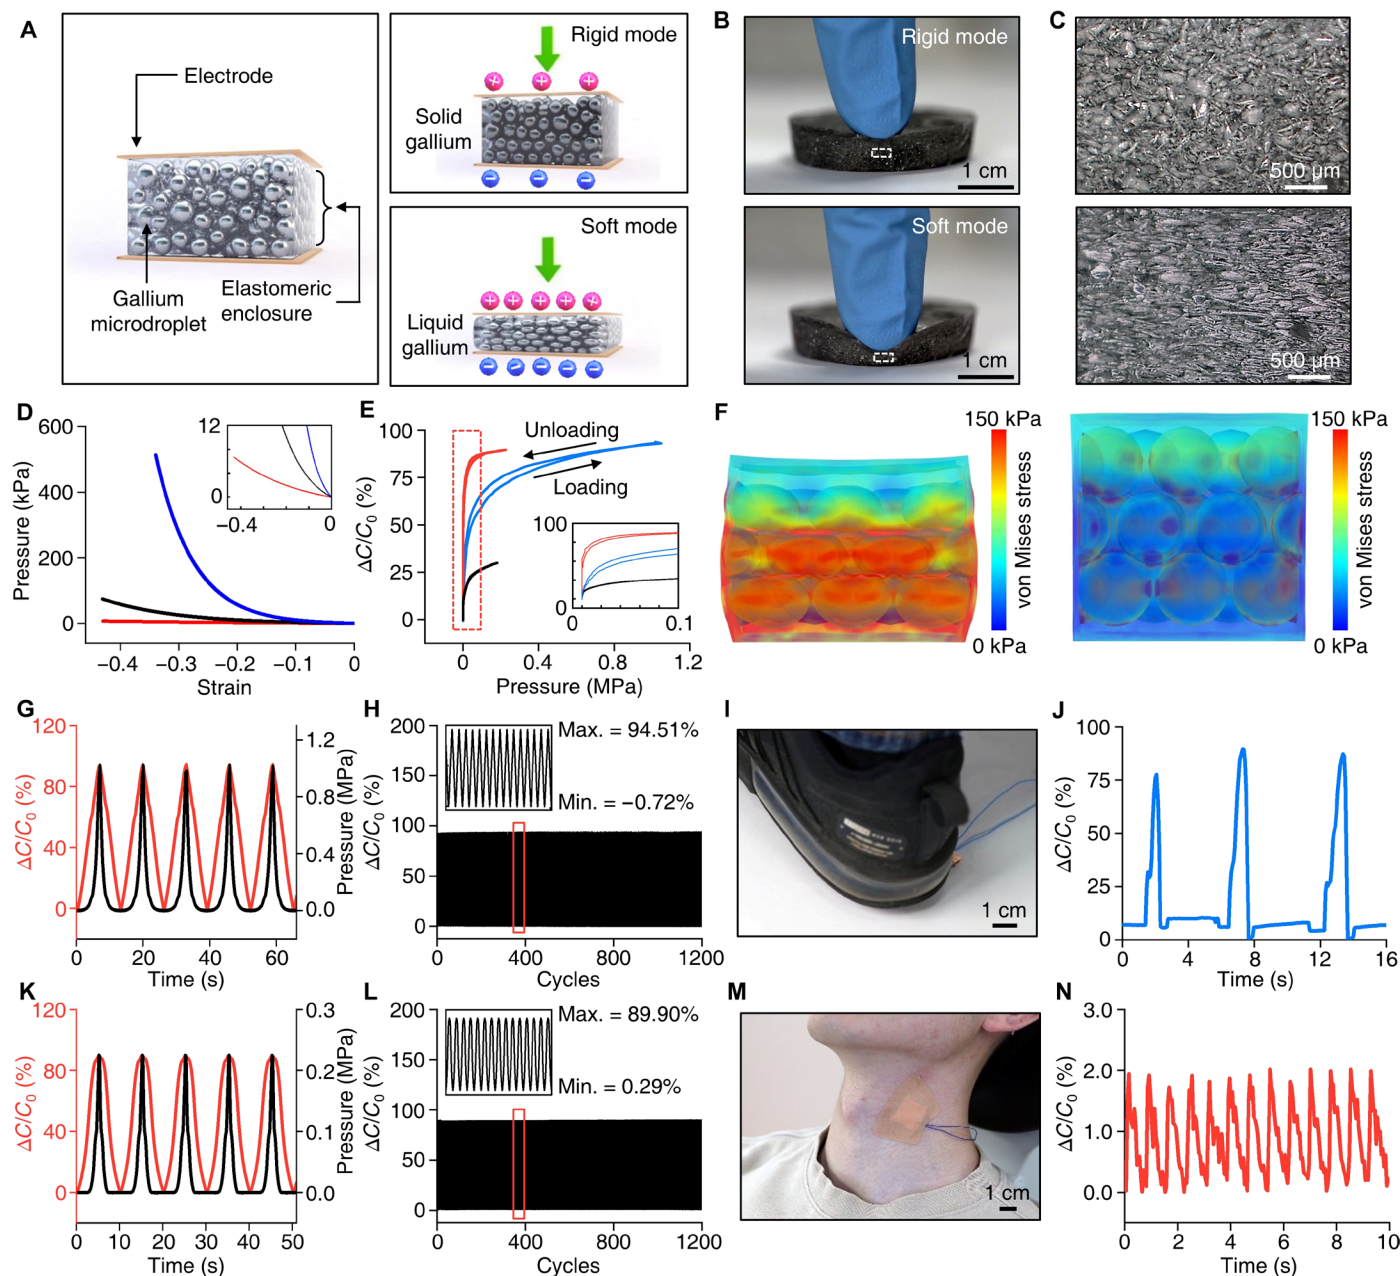 A
Electrode
Gallium
microdroplet
Elastomeric
enclosure
Rigid mode
Solid
gallium
Soft mode
Liquid
gallium
B
Rigid mode
1 cm
Soft mode
1 cm
C
500 µm
500 µm
D
Pressure (kPa)
600
400
200
0
−0.4
−0.3
−0.2
−0.1
0
Strain
12
0
−0.4
0
E
ΔC/C0 (%)
100
75
50
25
0
0
0.4
0.8
1.2
Pressure (MPa)
Unloading
Loading
100
0
0
0.1
F
150 kPa
von Mises stress
0 kPa
150 kPa
von Mises stress
0 kPa
G
ΔC/C0 (%)
120
80
40
0
0
20
40
60
Time (s)
1.2
0.8
0.4
0.0
Pressure (MPa)
H
ΔC/C0 (%)
200
150
100
50
0
Max. = 94.51%
Min. = −0.72%
0
400
800
1200
Cycles
I
1 cm
J
ΔC/C0 (%)
100
75
50
25
0
0
4
8
12
16
Time (s)
K
ΔC/C0 (%)
120
80
40
0
0
10
20
30
40
50
Time (s)
0.3
0.2
0.1
0.0
Pressure (MPa)
L
ΔC/C0 (%)
200
150
100
50
0
Max. = 89.90%
Min. = 0.29%
0
400
800
1200
Cycles
M
1 cm
N
ΔC/C0 (%)
3.0
2.0
1.0
0.0
0
2
4
6
8
10
Time (s)